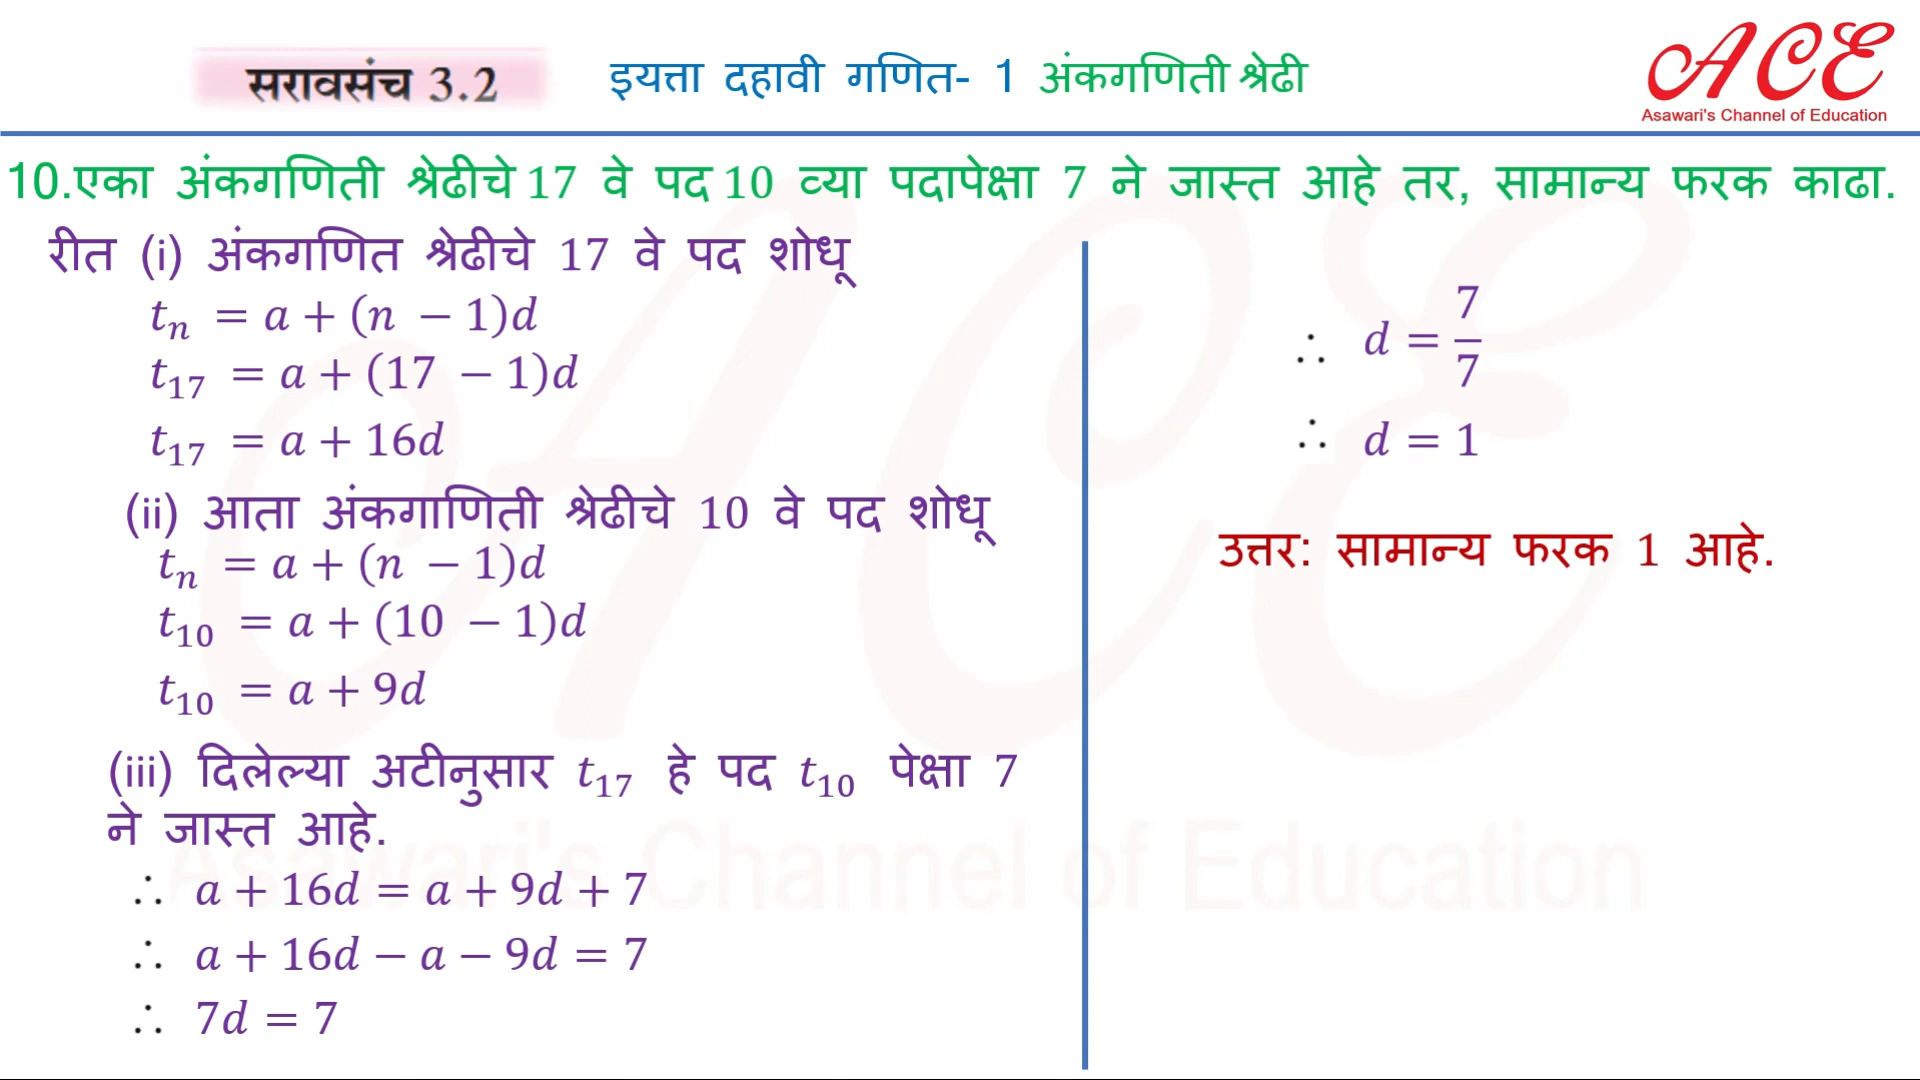 सरावसंच 3.2
इयत्ता दहावी गणित- 1 अंकगणिती श्रेढी
ACE
Asawari's Channel of Education
10.एका अंकगणिती श्रेढीचे 17 वे पद 10 व्या पदापेक्षा 7 ने जास्त आहे तर, सामान्य फरक काढा.
रीत (i) अंकगणित श्रेढीचे 17 वे पद शोधू
tₙ = a + (n − 1)d
t₁₇ = a + (17 − 1)d
t₁₇ = a + 16d
(ii) आता अंकगाणिती श्रेढीचे 10 वे पद शोधू
tₙ = a + (n − 1)d
t₁₀ = a + (10 − 1)d
t₁₀ = a + 9d
(iii) दिलेल्या अटीनुसार t₁₇ हे पद t₁₀ पेक्षा 7
ने जास्त आहे.
∴ a + 16d = a + 9d + 7
∴ a + 16d − a − 9d = 7
∴ 7d = 7
∴ d = 7/7
∴ d = 1
उत्तर: सामान्य फरक 1 आहे.
ACE
Asawari's Channel of Education